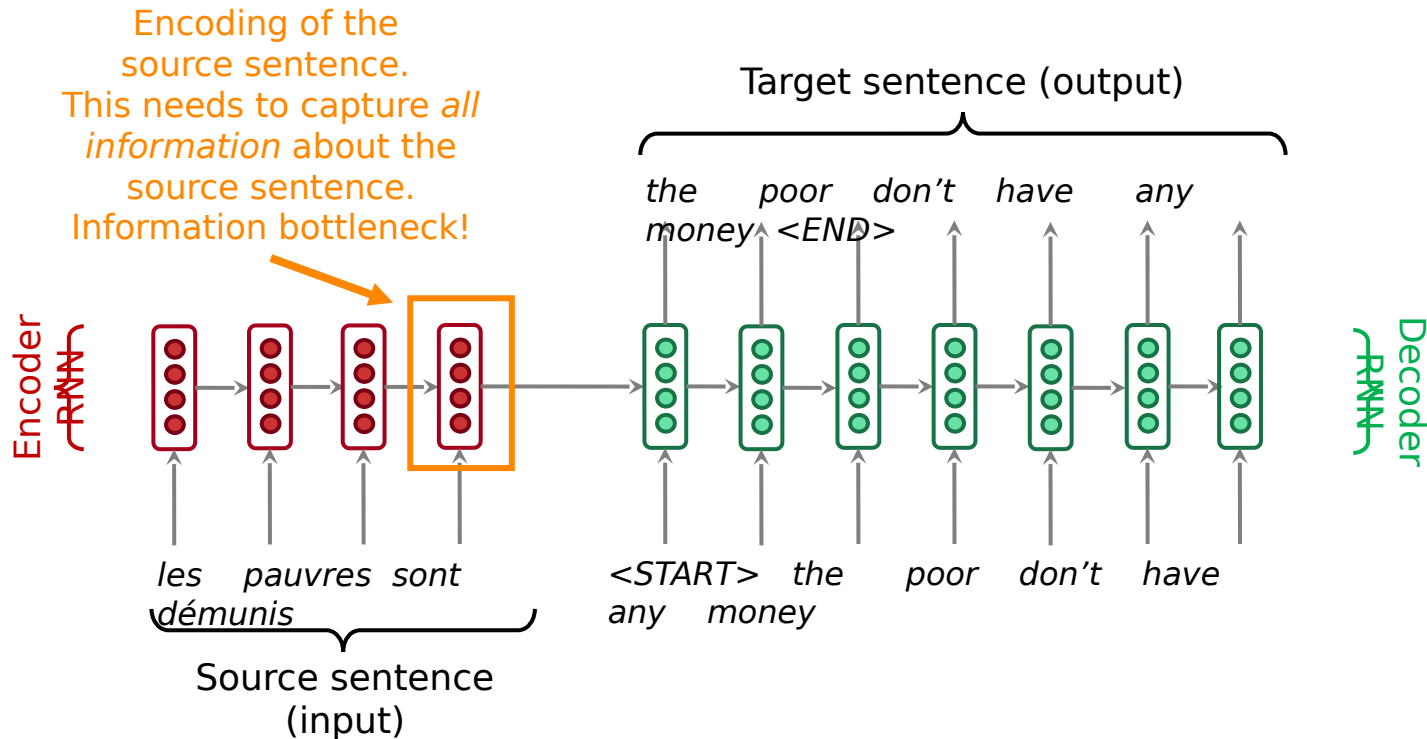 Encoding of the
source sentence.
This needs to capture all
information about the
source sentence.
Information bottleneck!
Target sentence (output)
the poor don’t have any
money <END>
Encoder
RNN
Decoder
RNN
les pauvres sont
démunis
<START> the poor don’t have
any money
Source sentence
(input)